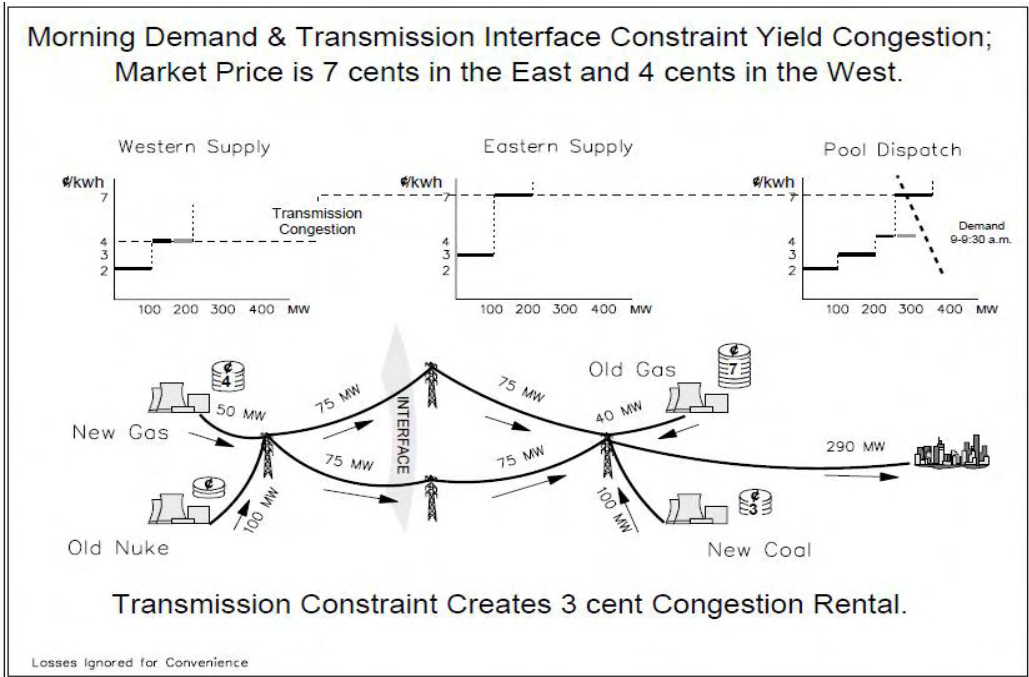 Morning Demand & Transmission Interface Constraint Yield Congestion;
Market Price is 7 cents in the East and 4 cents in the West.
Western Supply
Eastern Supply
Pool Dispatch
¢/kwh
7
4
3
2
100 200 300 400 MW
Transmission
Congestion
¢/kwh
7
4
3
2
100 200 300 400 MW
¢/kwh
7
4
3
2
100 200 300 400 MW
Demand
9-9:30 a.m.
¢
4
50 MW
New Gas
75 MW
75 MW
INTERFACE
75 MW
75 MW
Old Gas
¢
7
40 MW
290 MW
¢
100 MW
Old Nuke
100 MW
¢
3
New Coal
Transmission Constraint Creates 3 cent Congestion Rental.
Losses Ignored for Convenience